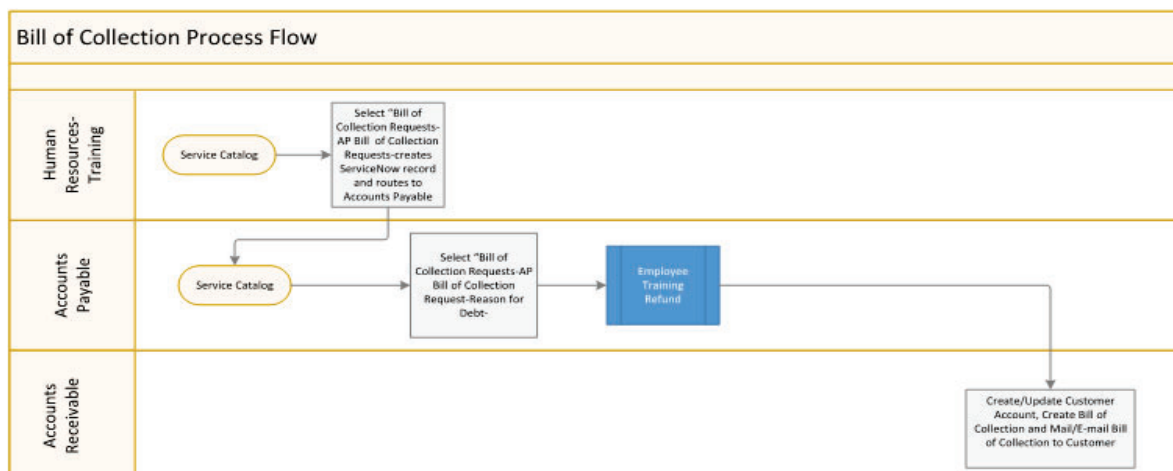 Bill of Collection Process Flow
Human
Resources-
Training
Service Catalog
Select "Bill of
Collection Requests-
AP Bill of Collection
Requests-creates
ServiceNow record
and routes to
Accounts Payable
Accounts
Payable
Service Catalog
Select "Bill of
Collection Requests-AP
Bill of Collection
Request-Reason for
Debt-
Employee
Training
Refund
Accounts
Receivable
Create/Update Customer
Account, Create Bill of
Collection and Mail/E-mail Bill
of Collection to Customer